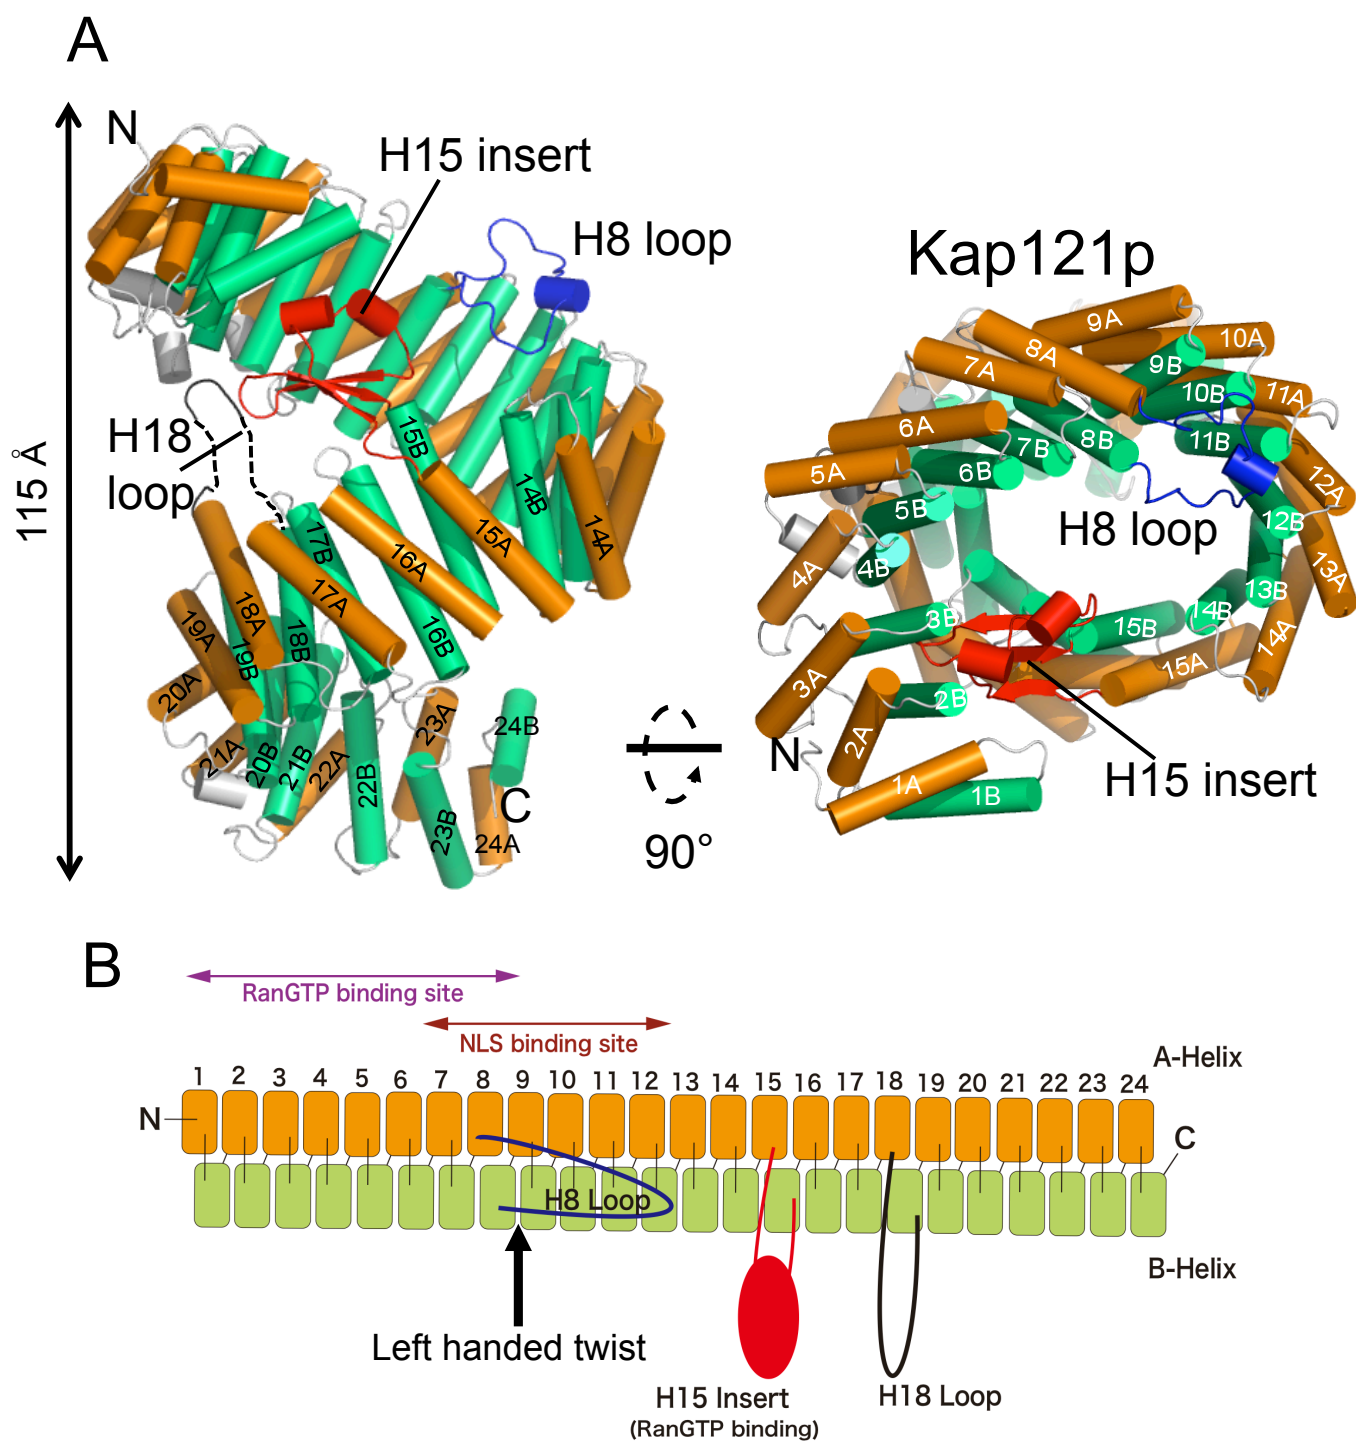 A
N
H15 insert
H8 loop
H18
loop
115 Å
15B
14B
14A
15A
16A
17B
17A
16B
18A
18B
19A
19B
20A
21A
20B
21B
22A
22B
23A
23B
24B
C
24A
90°
Kap121p
9A
8A
10A
7A
9B
10B
11A
6A
7B
8B
11B
5A
6B
12A
5B
H8 loop
12B
4A
4B
13A
13B
3B
14B
15B
14A
3A
15A
2B
2A
N
H15 insert
1A
1B
B
RanGTP binding site
NLS binding site
A-Helix
1 2 3 4 5 6 7 8 9 10 11 12 13 14 15 16 17 18 19 20 21 22 23 24
N
C
H8 Loop
B-Helix
Left handed twist
H15 Insert
(RanGTP binding)
H18 Loop